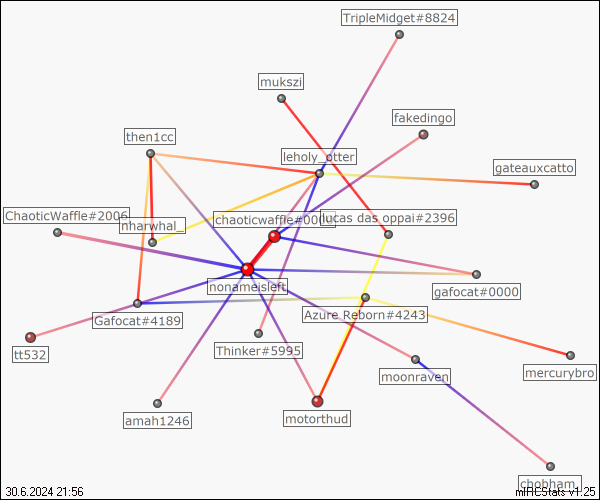 TripleMidget#8824
mukszi
fakedingo
then1cc
leholy_otter
gateauxcatto
ChaoticWaffle#2006
nharwhal_
chaoticwaffle#00
lucas das oppai#2396
nonameisleft
gafocat#0000
Gafocat#4189
Azure Reborn#4243
tt532
Thinker#5995
moonraven
mercurybro
amah1246
motorthud
chobham_
30.6.2024 21:56
mIRCStats v1.25